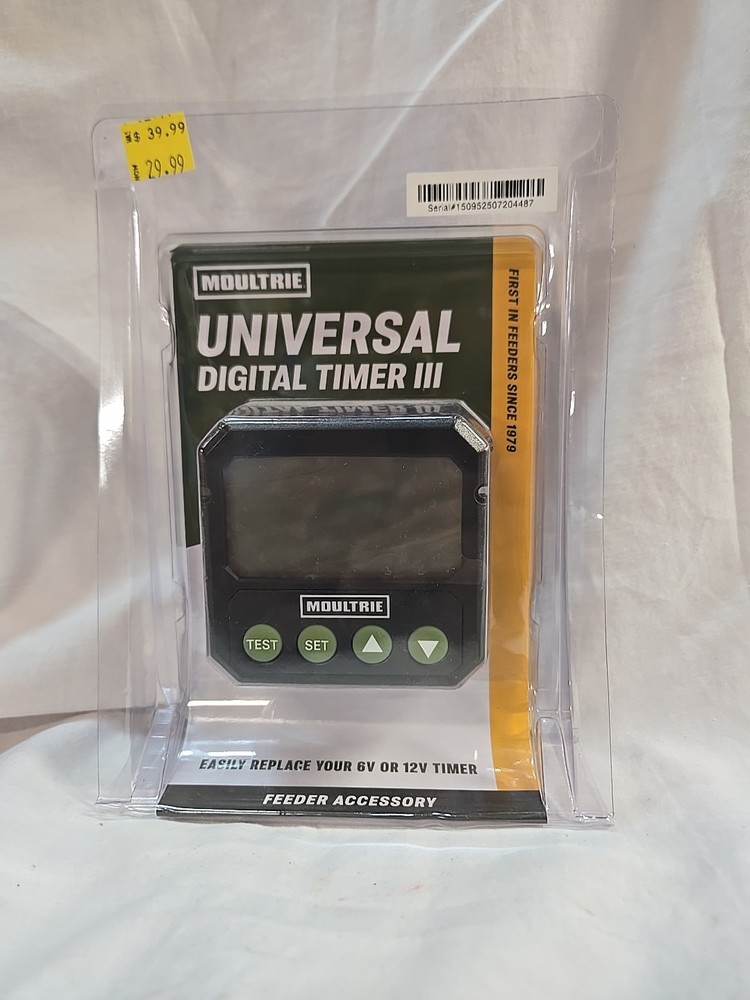 $ 39.99
29.99
Serial#150952507204487
MOULTRIE
UNIVERSAL
DIGITAL TIMER III
FIRST IN FEEDERS SINCE 1979
MOULTRIE
TEST SET
EASILY REPLACE YOUR 6V OR 12V TIMER
FEEDER ACCESSORY